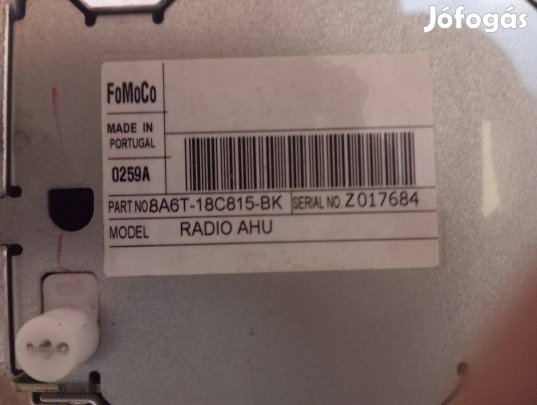 Jófogás
FoMoCo
MADE IN
PORTUGAL
0259A
PART NO. 8A6T-18C815-BK SERIAL NO. Z017684
MODEL RADIO AHU